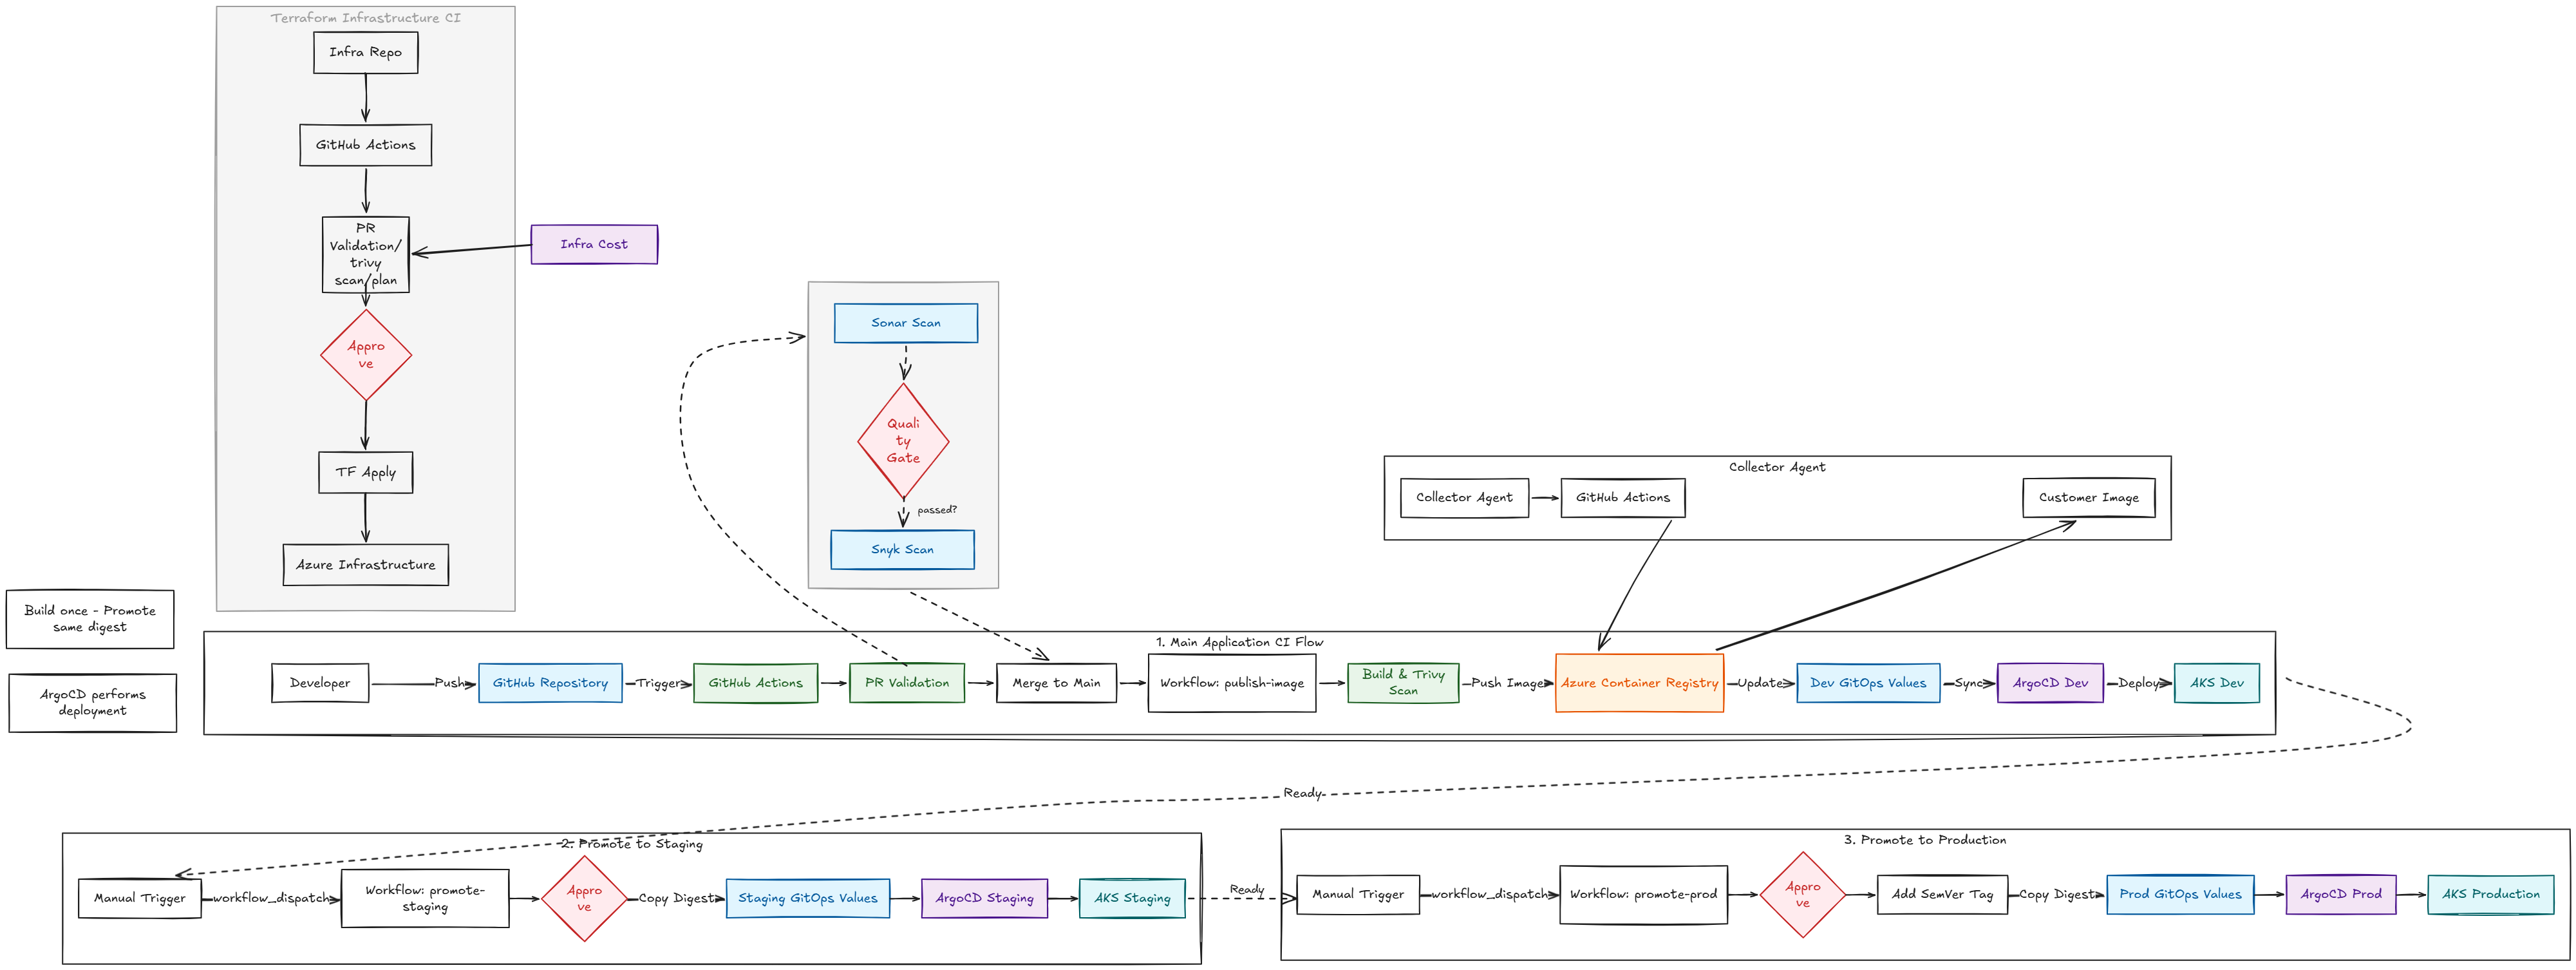 Terraform Infrastructure CI
Infra Repo
GitHub Actions
PR
Validation/
trivy
scan/plan
Infra Cost
Appro
ve
TF Apply
Azure Infrastructure
Sonar Scan
Quali
ty
Gate
passed?
Snyk Scan
Collector Agent
Collector Agent
GitHub Actions
Customer Image
Build once - Promote
same digest
ArgoCD performs
deployment
1. Main Application CI Flow
Developer
Push
GitHub Repository
Trigger
GitHub Actions
PR Validation
Merge to Main
Workflow: publish-image
Build & Trivy
Scan
Push Image
Azure Container Registry
Update
Dev GitOps Values
Sync
ArgoCD Dev
Deploy
AKS Dev
Ready
2. Promote to Staging
Manual Trigger
workflow_dispatch
Workflow: promote-
staging
Appro
ve
Copy Digest
Staging GitOps Values
ArgoCD Staging
AKS Staging
Ready
3. Promote to Production
Manual Trigger
workflow_dispatch
Workflow: promote-prod
Appro
ve
Add SemVer Tag
Copy Digest
Prod GitOps Values
ArgoCD Prod
AKS Production